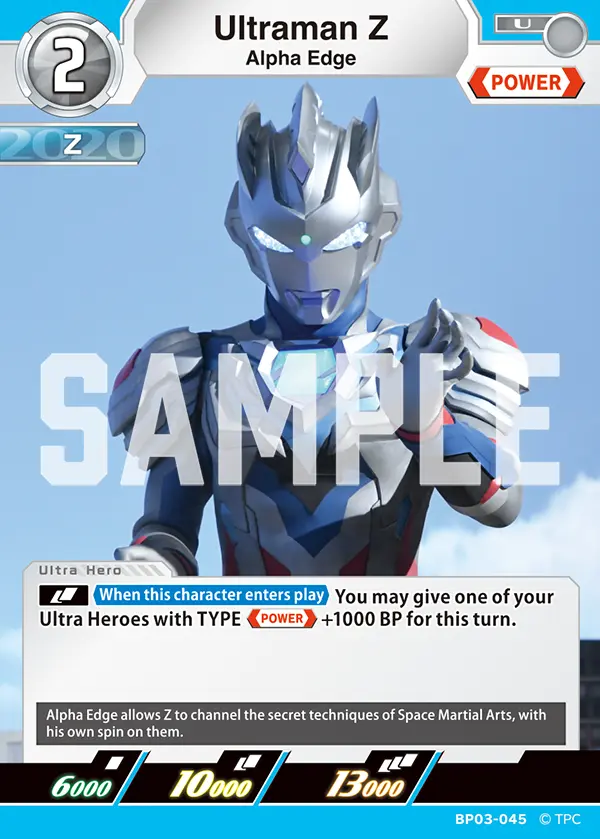 Ultraman Z
Alpha Edge
2
U
POWER
2020
Z
SAMPLE
Ultra Hero
When this character enters play You may give one of your
Ultra Heroes with TYPE POWER +1000 BP for this turn.
Alpha Edge allows Z to channel the secret techniques of Space Martial Arts, with
his own spin on them.
6000 10000 13000
BP03-045 © TPC